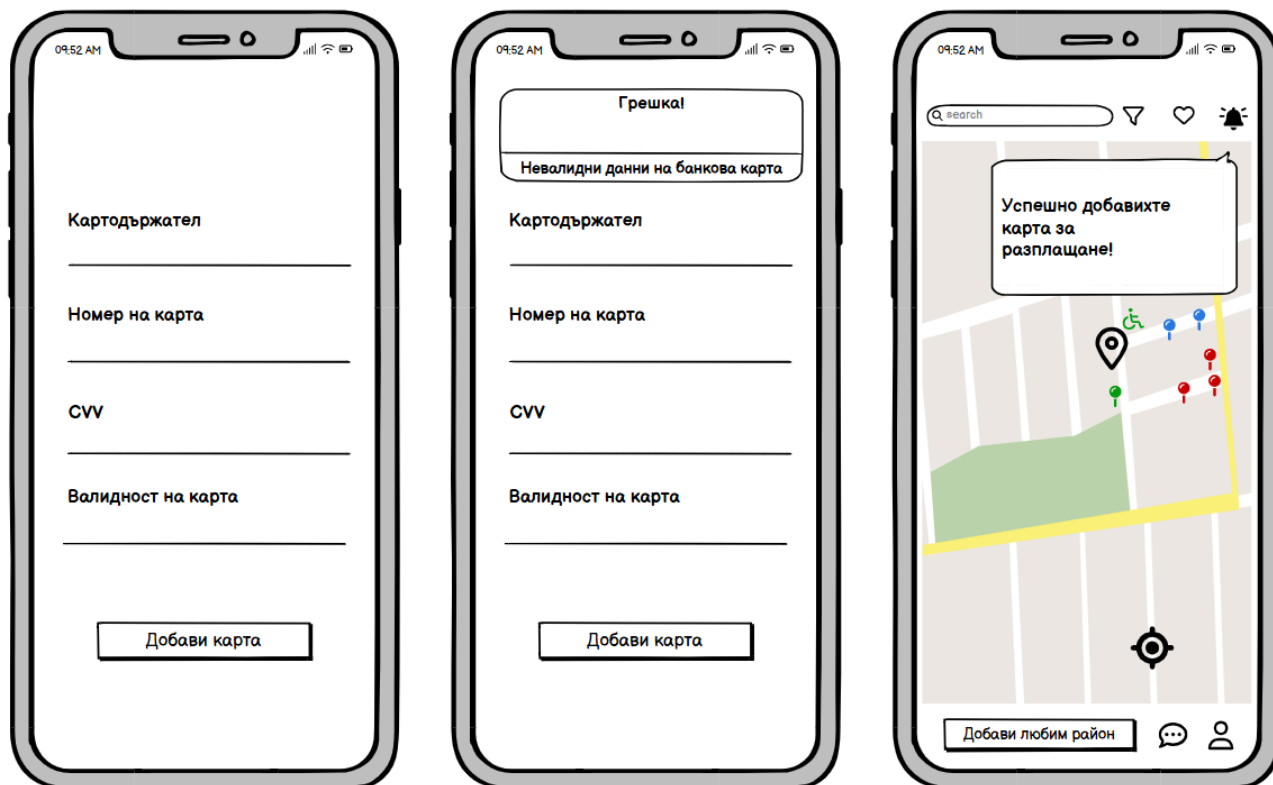 09:52 AM
Картодържател
Номер на карта
CVV
Валидност на карта
Добави карта
09:52 AM
Грешка!
Невалидни данни на банкова карта
Картодържател
Номер на карта
CVV
Валидност на карта
Добави карта
09:52 AM
search
Успешно добавихте
карта за
разплащане!
Добави любим район